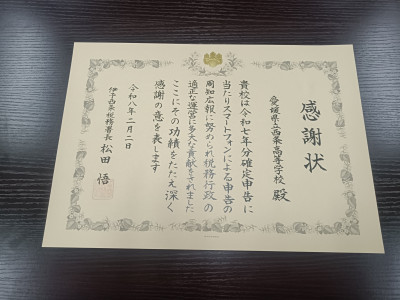 感謝状
愛媛県立西条高等学校 殿
貴校は令和七年分確定申告に
当たりスマートフォンによる申告の
周知広報に努められ税務行政の
適正な運営に多大な貢献をされました
ここにその功績をたたえ深く
感謝の意を表します
令和八年二月二日
伊予西条税務署長 松田 悟